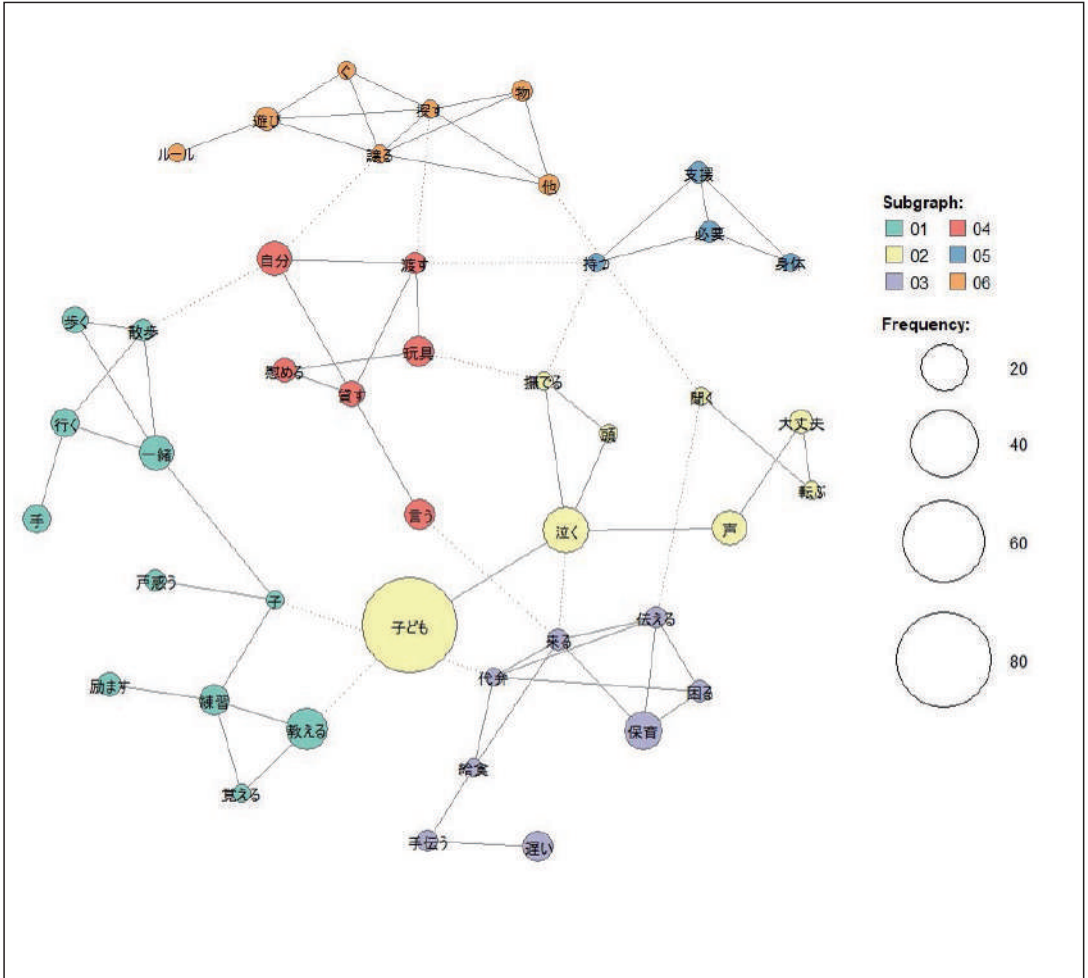 ぐ
物
探す
遊び
ルール
譲る
他
支援
必要
持つ
身体
自分
渡す
歩く
散歩
玩具
慰める
貸す
撫でる
聞く
大丈夫
行く
頭
一緒
転ぶ
手
言う
泣く
声
戸惑う
子
子ども
伝える
来る
代弁
困る
励ます
練習
教える
保育
給食
覚える
手伝う
遅い
Subgraph:
01 04
02 05
03 06
Frequency:
20
40
60
80